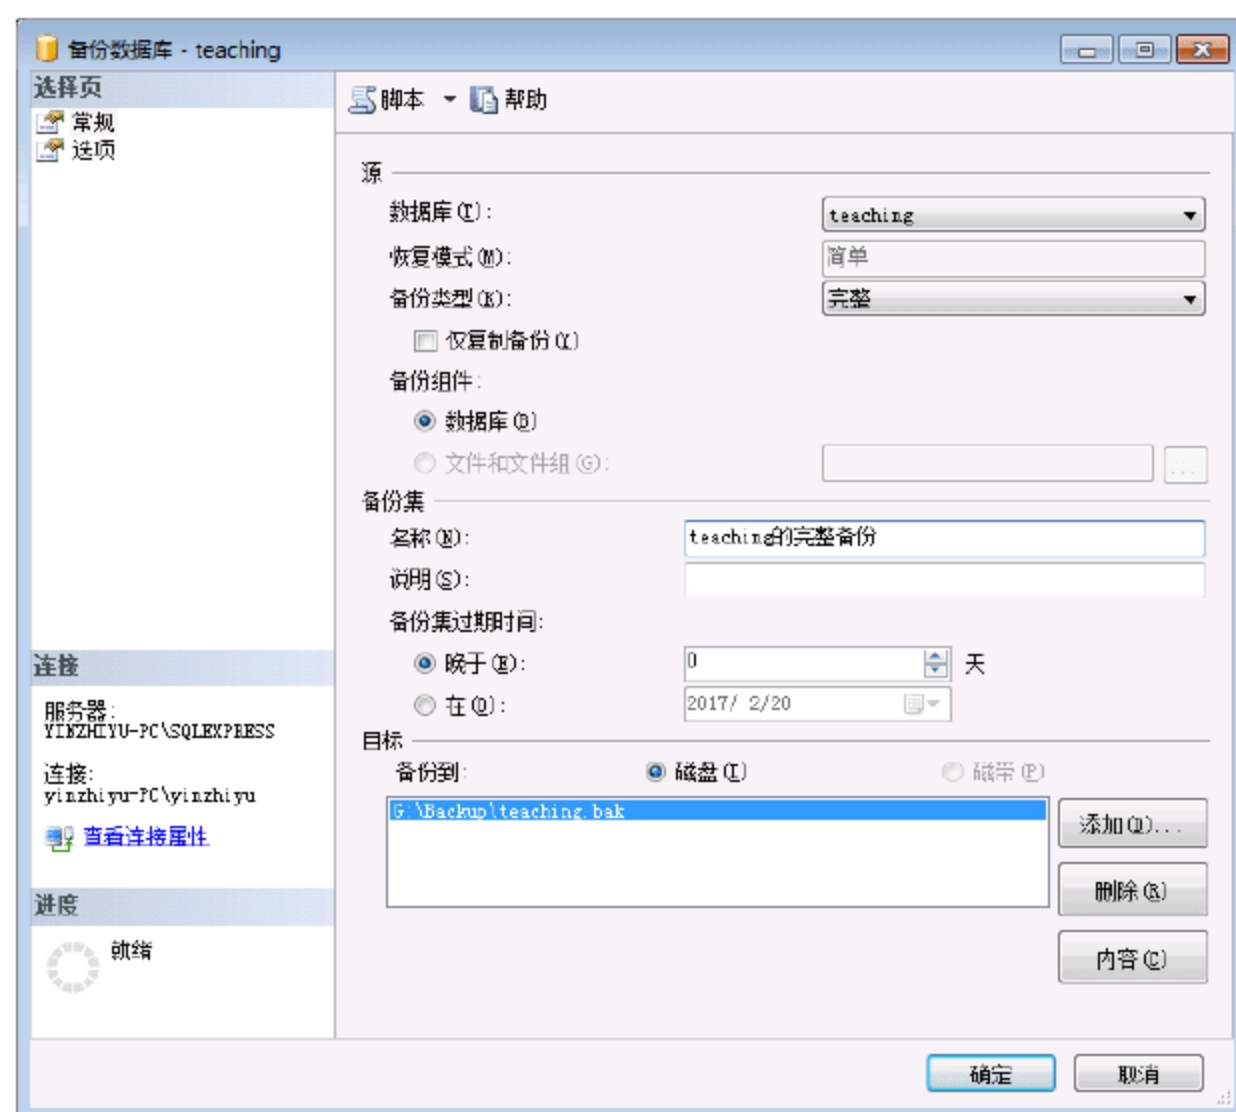 备份数据库 - teaching
选择页
常规
选项
脚本 帮助
源
数据库(T): teaching
恢复模式(M): 简单
备份类型(K): 完整
仅复制备份(Y)
备份组件:
数据库(B)
文件和文件组(G): ...
备份集
名称(N): teaching的完整备份
说明(S):
备份集过期时间:
晚于(E): 0 天
在(O): 2017/ 2/20
目标
备份到: 磁盘(I) 磁带(P)
G:\Backup\teaching.bak
添加(D)...
删除(R)
内容(C)
连接
服务器:
YINZHIYU-PC\SQLEXPRESS
连接:
yinzhiyu-PC\yinzhiyu
查看连接属性
进度
就绪
确定 取消